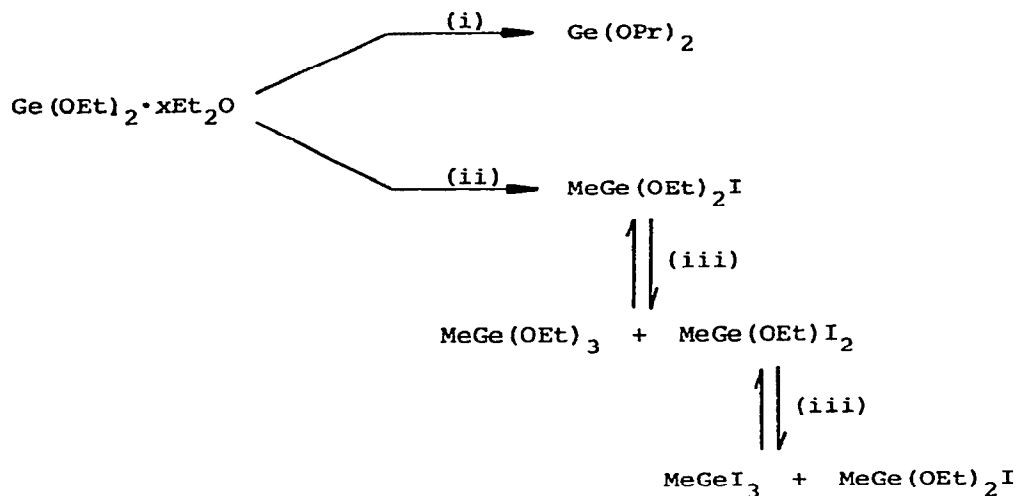 (i)
Ge(OPr)₂
Ge(OEt)₂·xEt₂O
(ii)
MeGe(OEt)₂I
(iii)
MeGe(OEt)₃ + MeGe(OEt)I₂
(iii)
MeGeI₃ + MeGe(OEt)₂I